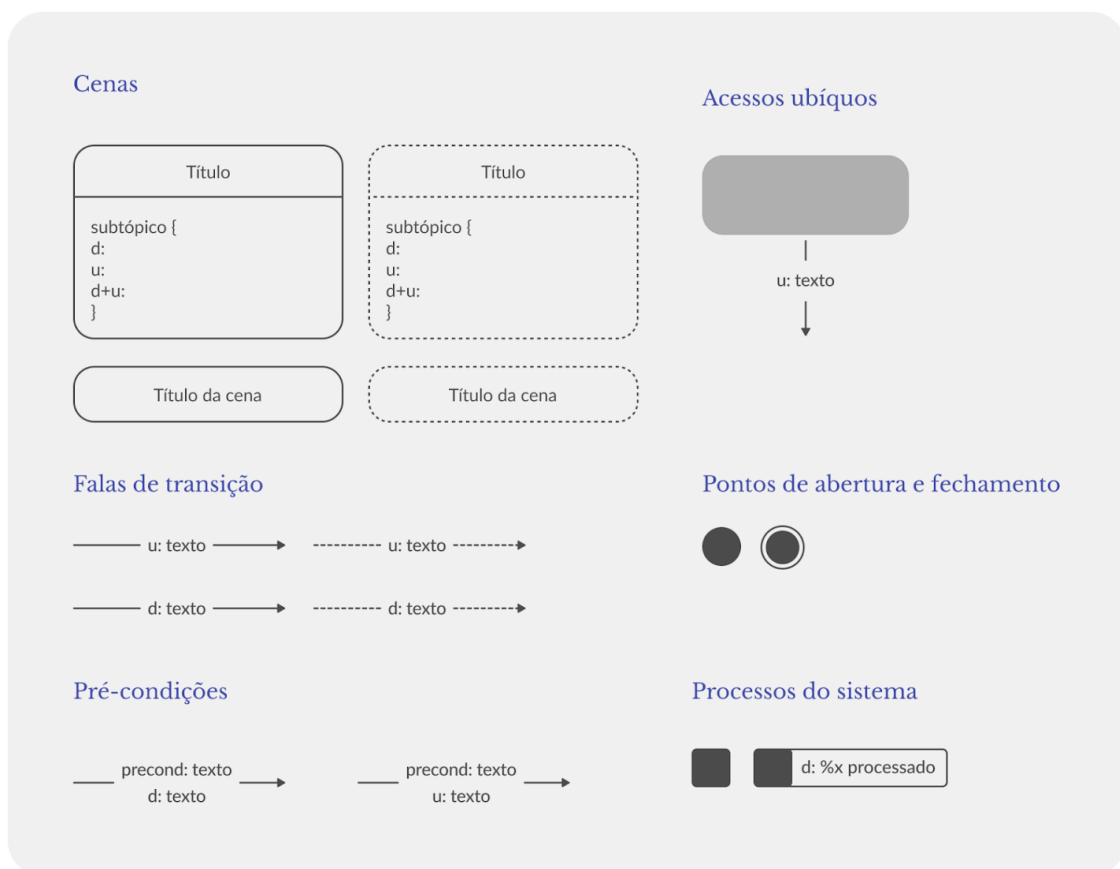 Cenas
Acessos ubíquos
Título
Título
subtópico {
d:
u:
d+u:
}
subtópico {
d:
u:
d+u:
}
u: texto
Título da cena
Título da cena
Falas de transição
Pontos de abertura e fechamento
u: texto
u: texto
d: texto
d: texto
Pré-condições
Processos do sistema
precond: texto
d: texto
precond: texto
u: texto
d: %x processado